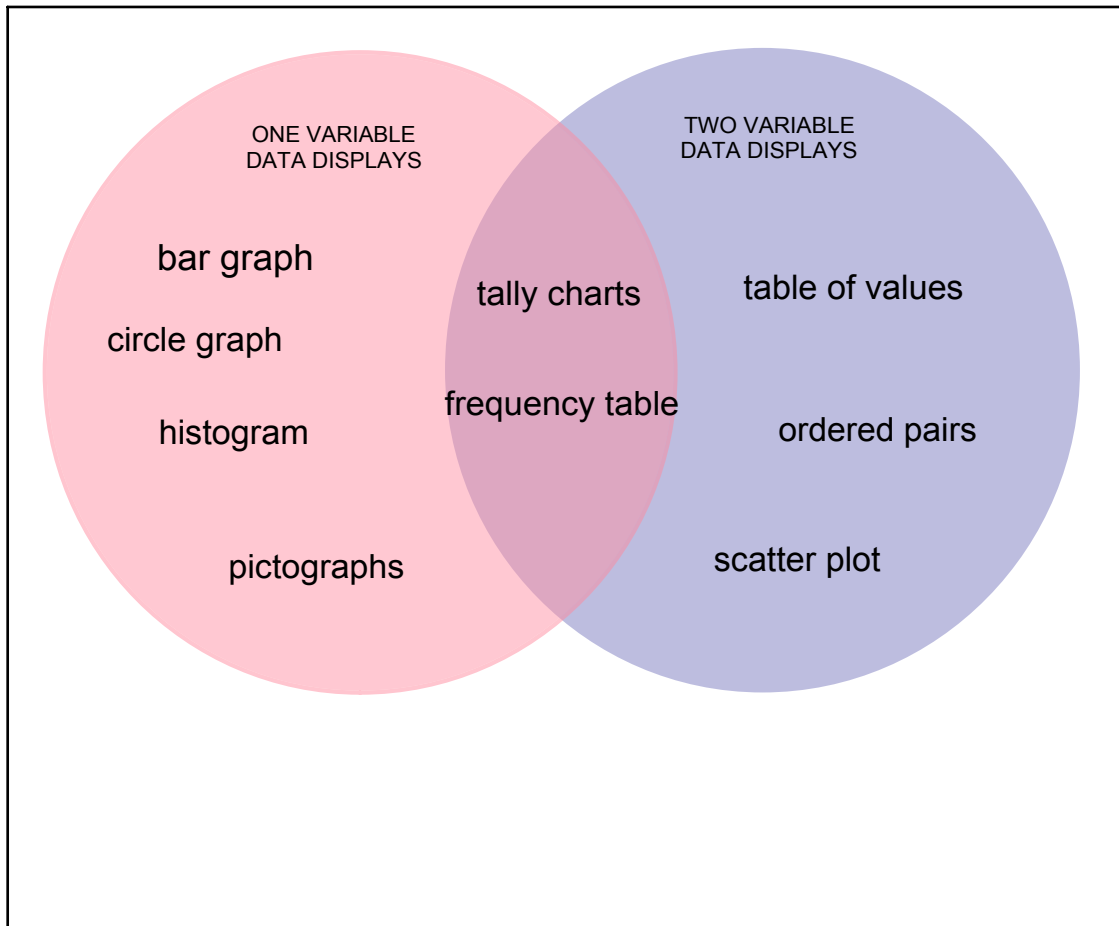 ONE VARIABLE
DATA DISPLAYS
TWO VARIABLE
DATA DISPLAYS
bar graph
circle graph
histogram
pictographs
tally charts
frequency table
table of values
ordered pairs
scatter plot